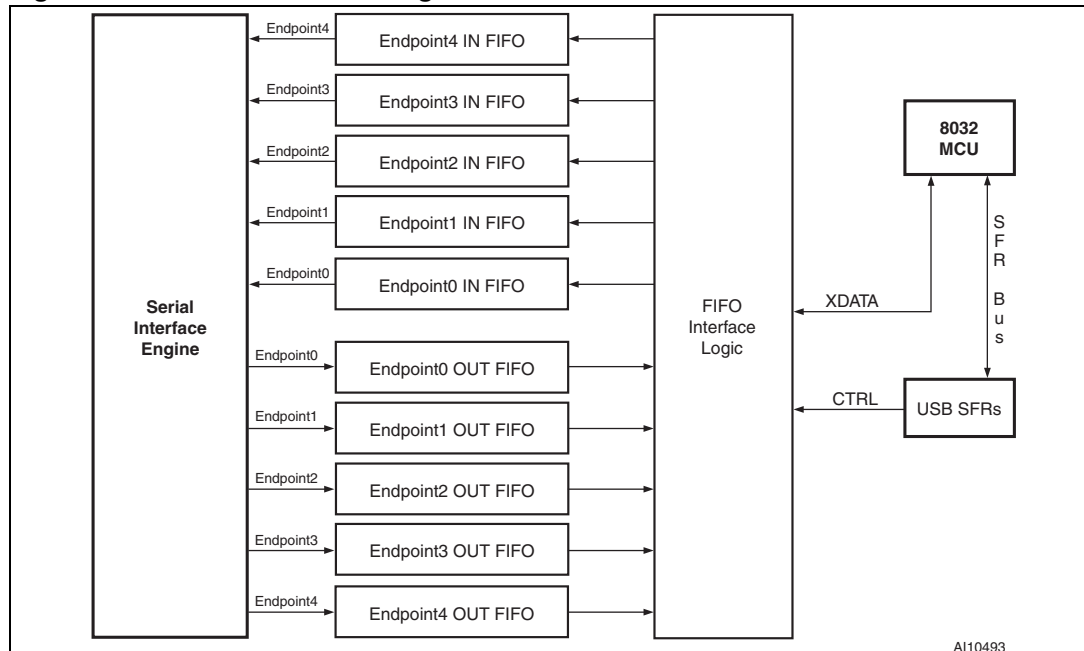 Endpoint4
Endpoint4 IN FIFO
Endpoint3
Endpoint3 IN FIFO
Endpoint2
Endpoint2 IN FIFO
Endpoint1
Endpoint1 IN FIFO
Endpoint0
Endpoint0 IN FIFO
Serial
Interface
Engine
Endpoint0
Endpoint0 OUT FIFO
Endpoint1
Endpoint1 OUT FIFO
Endpoint2
Endpoint2 OUT FIFO
Endpoint3
Endpoint3 OUT FIFO
Endpoint4
Endpoint4 OUT FIFO
FIFO
Interface
Logic
XDATA
CTRL
8032
MCU
SFR Bus
USB SFRs
AI10493